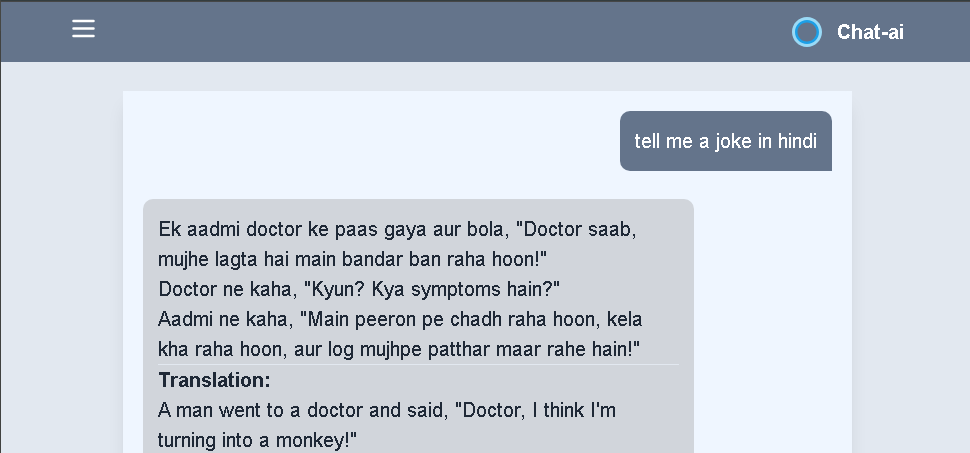 Chat-ai
tell me a joke in hindi
Ek aadmi doctor ke paas gaya aur bola, "Doctor saab,
mujhe lagta hai main bandar ban raha hoon!"
Doctor ne kaha, "Kyun? Kya symptoms hain?"
Aadmi ne kaha, "Main peeron pe chadh raha hoon, kela
kha raha hoon, aur log mujhpe patthar maar rahe hain!"
Translation:
A man went to a doctor and said, "Doctor, I think I'm
turning into a monkey!"